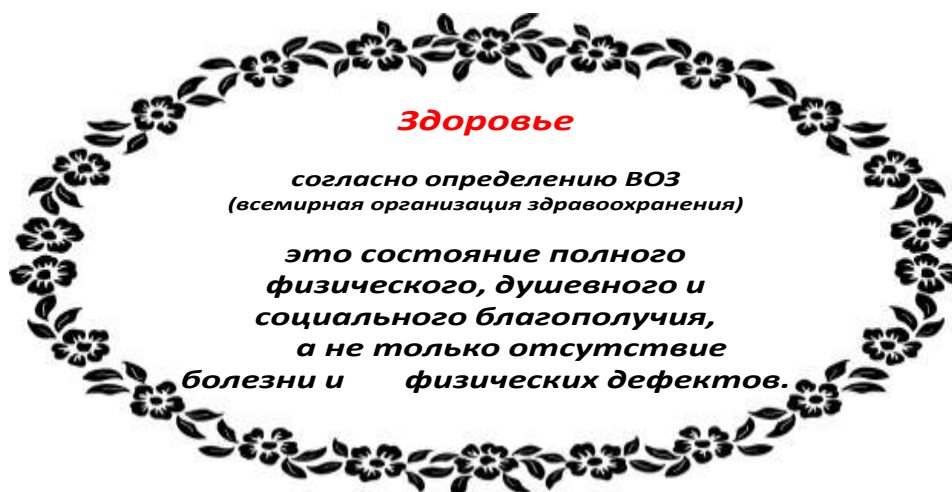 Здоровье
согласно определению ВОЗ
(всемирная организация здравоохранения)
это состояние полного
физического, душевного и
социального благополучия,
а не только отсутствие
болезни и физических дефектов.